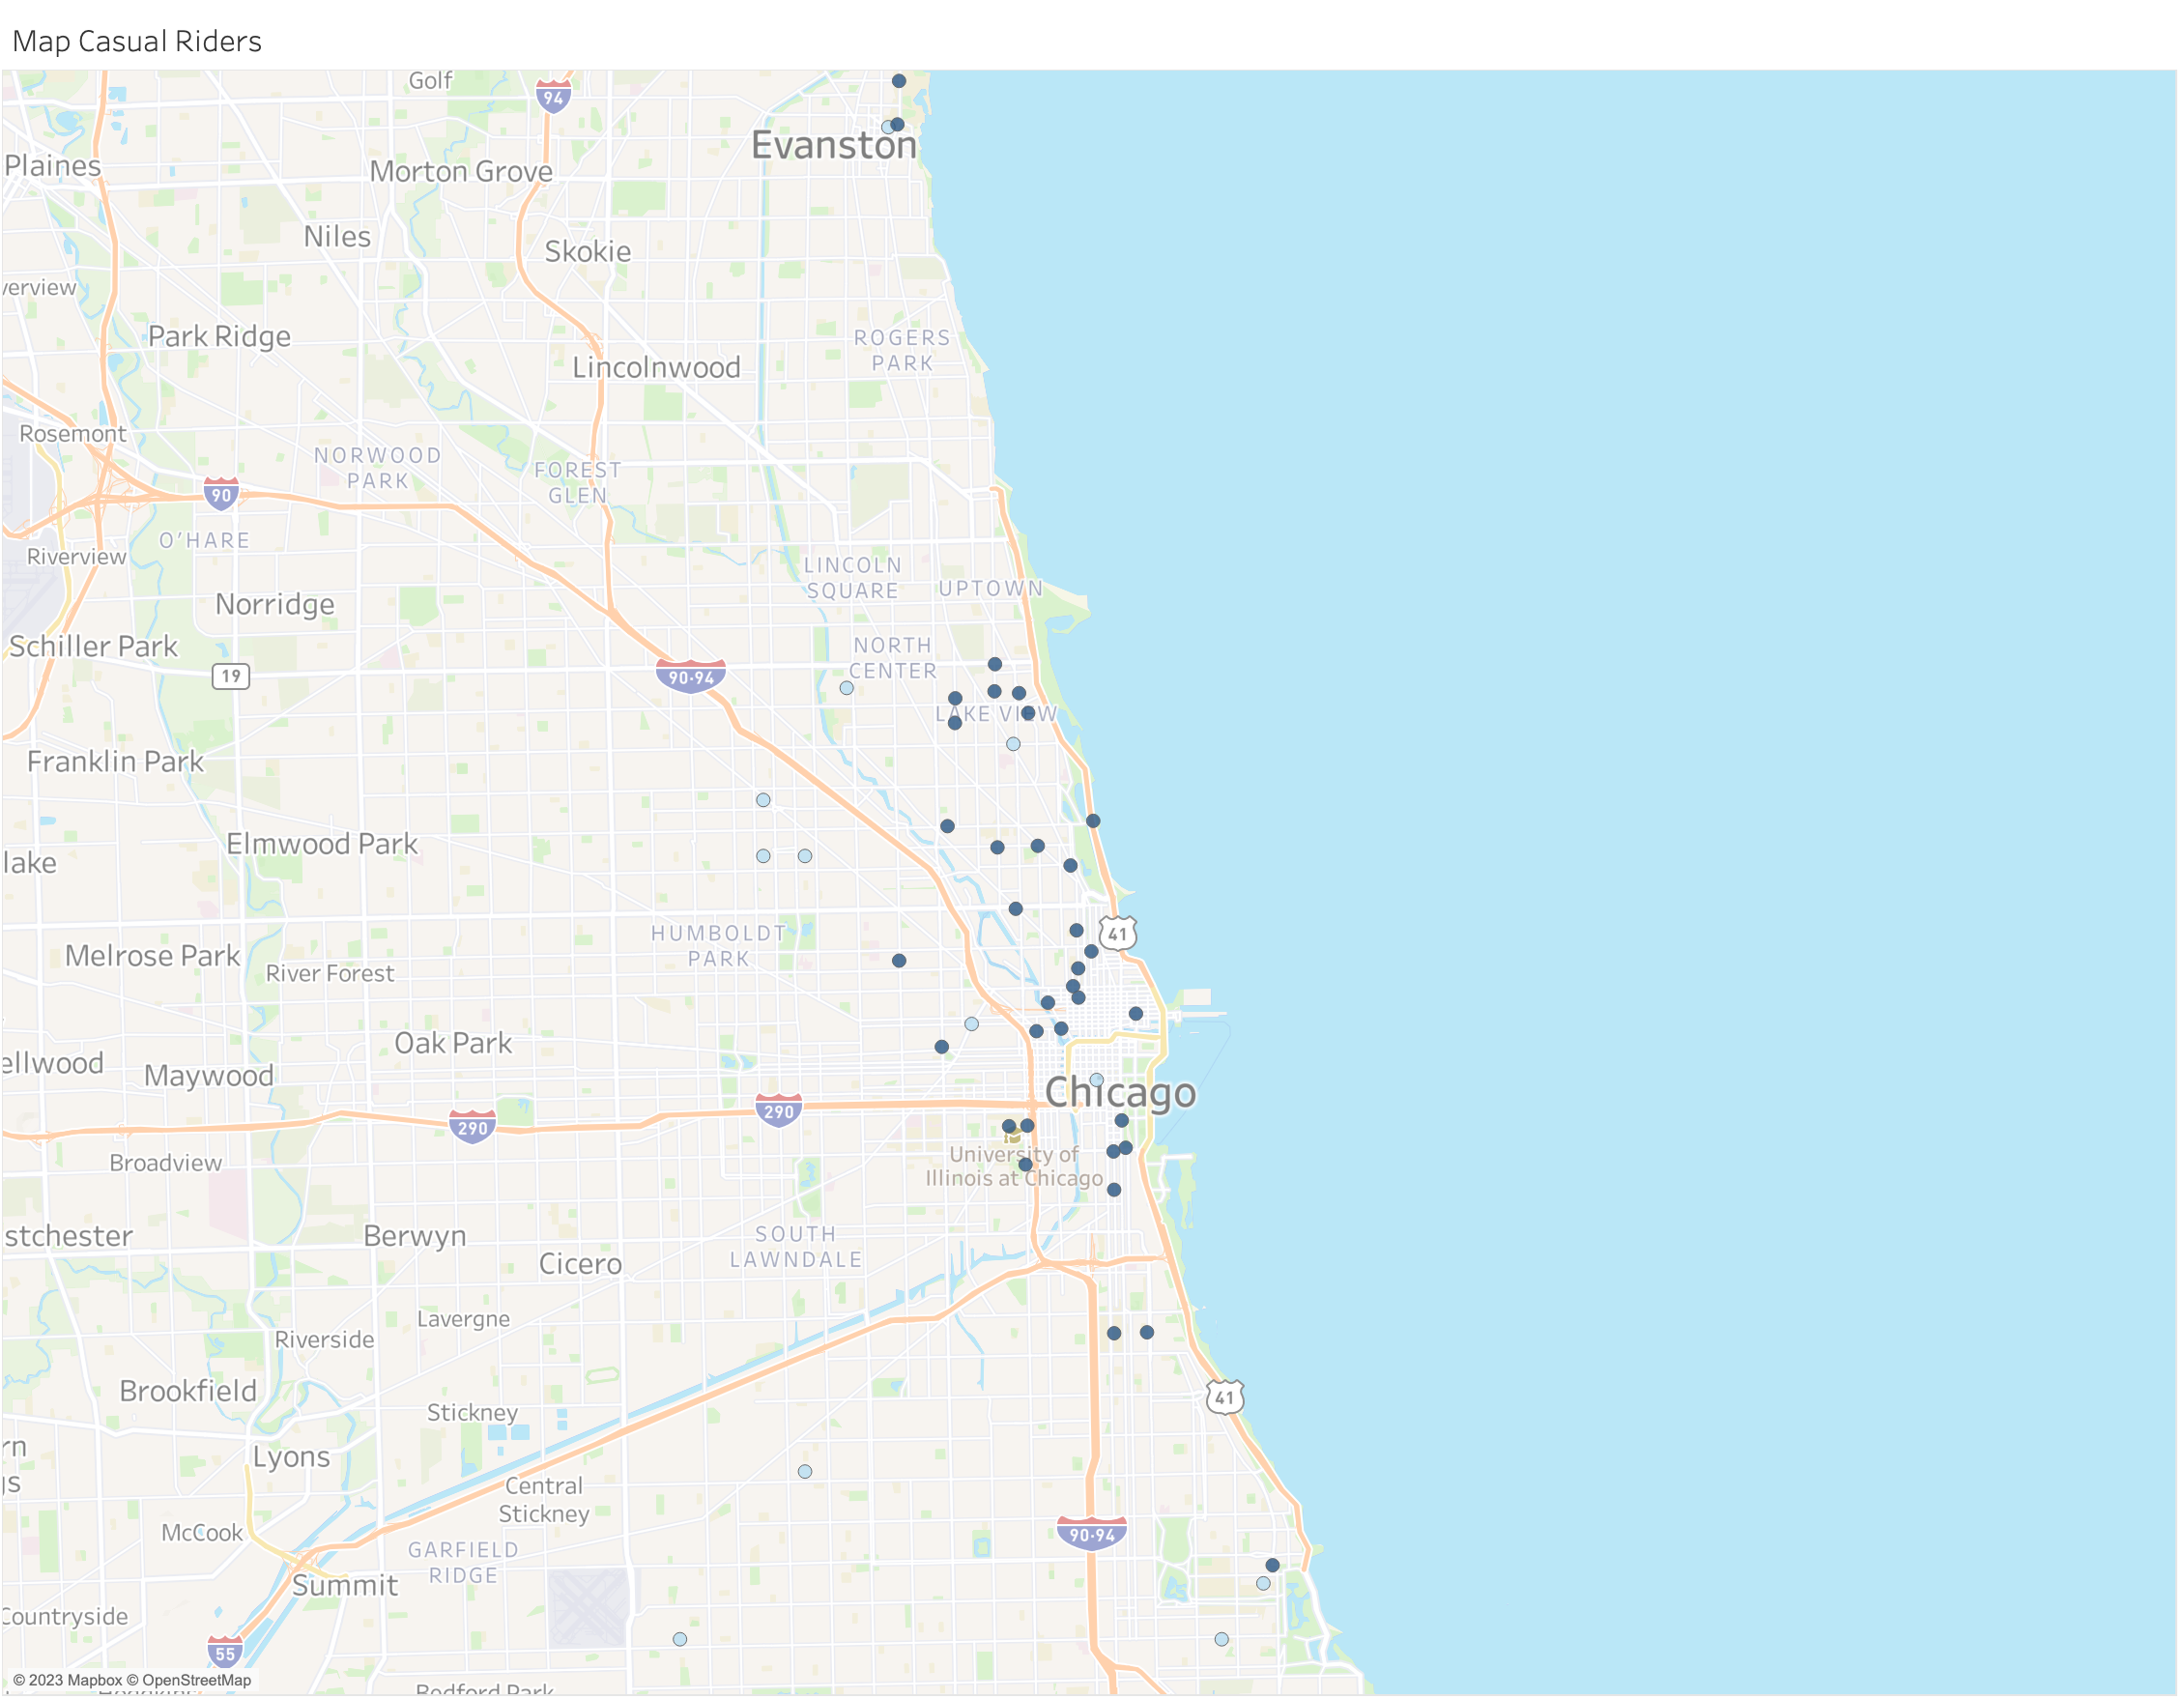 Map Casual Riders
Golf
94
Evanston
Plaines
Morton Grove
Niles
Skokie
verview
Park Ridge
ROGERS
PARK
Lincolnwood
Rosemont
NORWOOD
PARK
FOREST
GLEN
90
O'HARE
Riverview
LINCOLN
SQUARE
UPTOWN
Norridge
Schiller Park
NORTH
CENTER
19
90-94
LAKE VIEW
Franklin Park
Elmwood Park
lake
HUMBOLDT
PARK
41
Melrose Park
River Forest
Oak Park
ellwood
Maywood
Chicago
290
290
Broadview
University of
Illinois at Chicago
stchester
Berwyn
SOUTH
LAWNDALE
Cicero
Lavergne
Riverside
Brookfield
41
Stickney
rn
gs
Lyons
Central
Stickney
McCook
90-94
GARFIELD
RIDGE
Summit
Countryside
55
© 2023 Mapbox © OpenStreetMap
Bedford Park